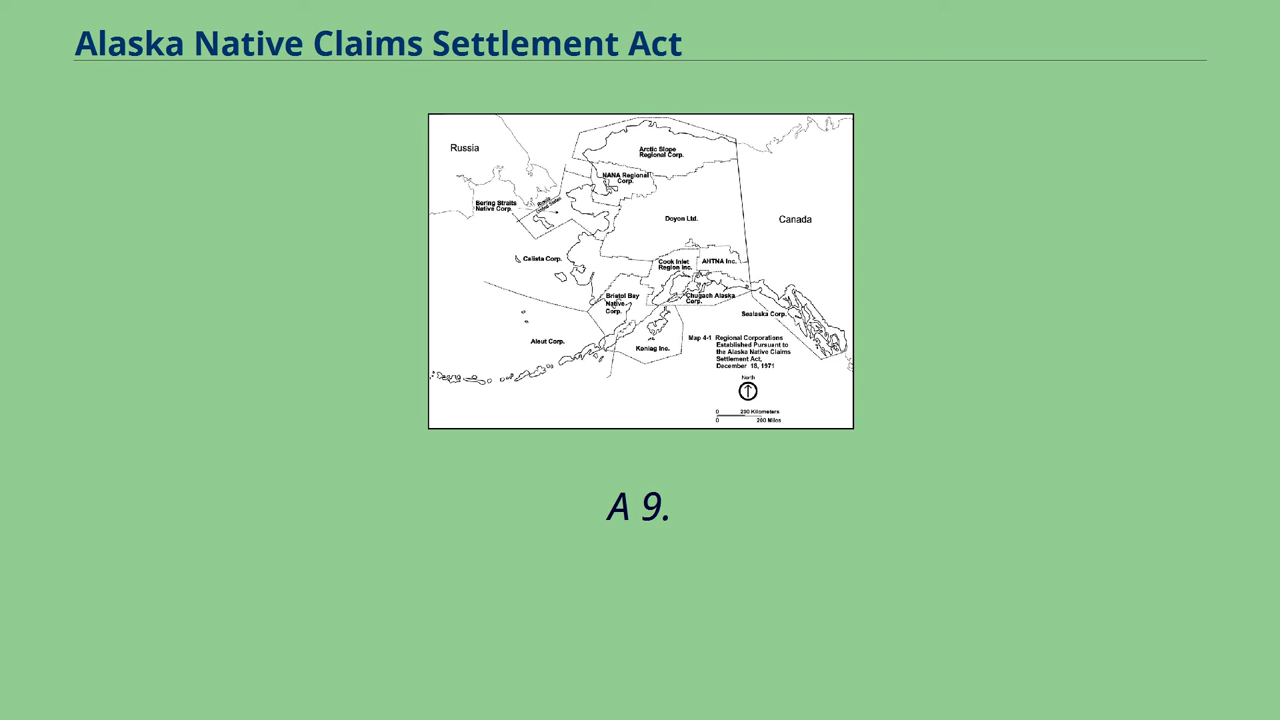 Alaska Native Claims Settlement Act
Russia
Arctic Slope
Regional Corp.
NANA Regional
Corp.
Bering Straits
Native Corp.
Russia
United States
Doyon Ltd.
Canada
Calista Corp.
Cook Inlet
Region Inc.
AHTNA Inc.
Bristol Bay
Native
Corp.
Chugach Alaska
Corp.
Sealaska Corp.
Aleut Corp.
Koniag Inc.
Map 4-1 Regional Corporations
Established Pursuant to
the Alaska Native Claims
Settlement Act,
December 18, 1971
North
0 200 Kilometers
0 200 Miles
A 9.